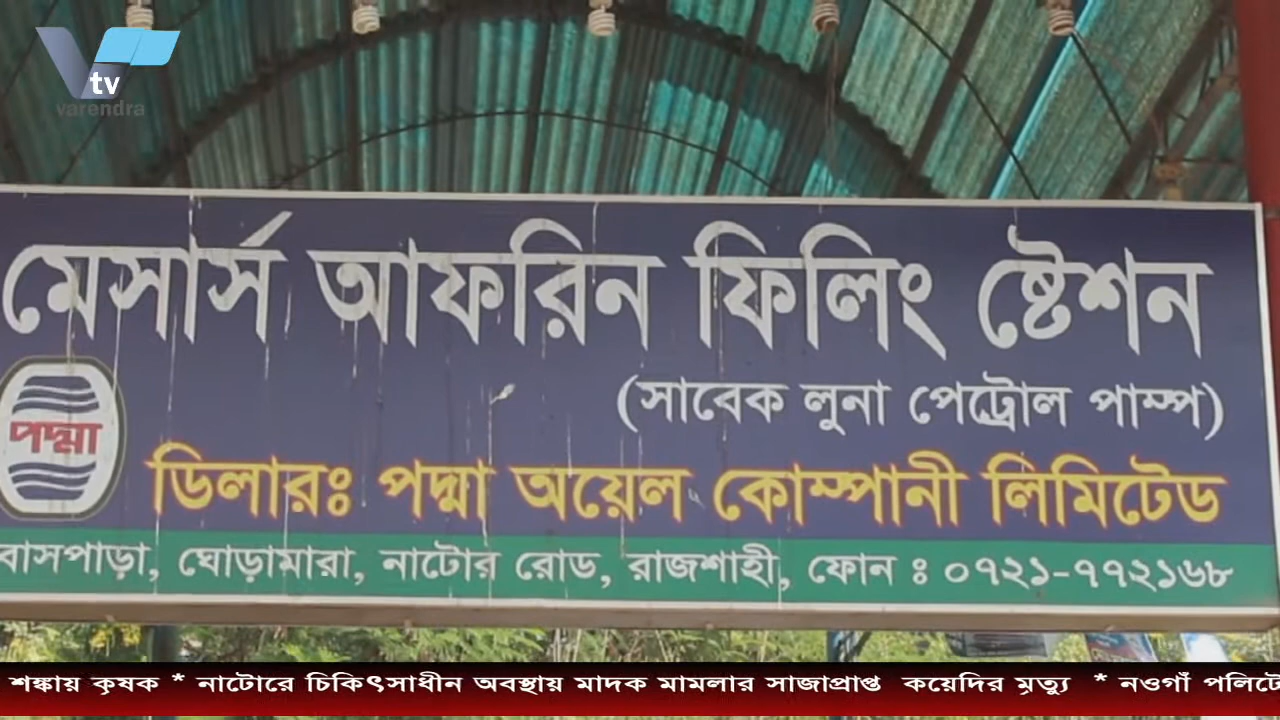 tv
varendra
মেসার্স আফরিন ফিলিং ষ্টেশন
(সাবেক লুনা পেট্রোল পাম্প)
পদ্মা
ডিলারঃ পদ্মা অয়েল কোম্পানী লিমিটেড
বাসপাড়া, ঘোড়ামারা, নাটোর রোড, রাজশাহী, ফোন ঃ ০৭২১-৭৭২১৬৮
শঙ্কায় কৃষক * নাটোরে চিকিৎসাধীন অবস্থায় মাদক মামলার সাজাপ্রাপ্ত কয়েদির মৃত্যু * নওগাঁ পলিটে